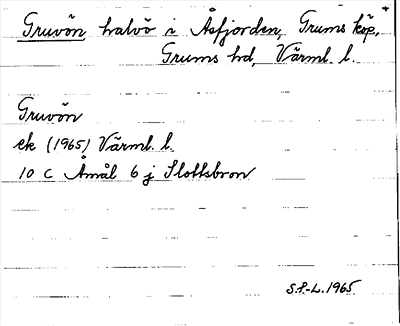 Gruvön halvö i Åsfjorden, Grums köp,
Grums hd, Värml. l.
Gruvön
ek (1965) Värml. l.
10 C Åmål 6 j Slottsbron
S.P-L. 1965